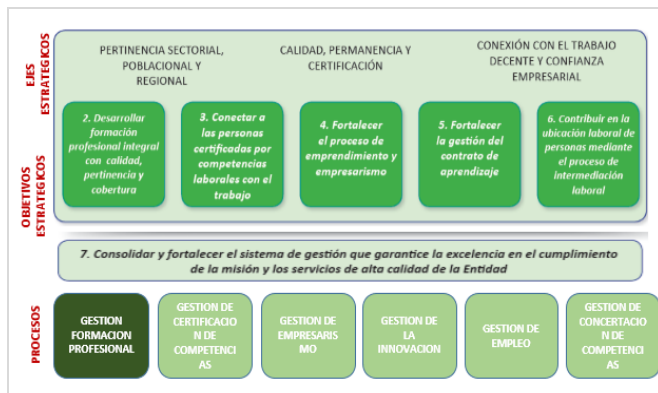 EJES
ESTRATEGICOS
PERTINENCIA SECTORIAL,
POBLACIONAL Y
REGIONAL
CALIDAD, PERMANENCIA Y
CERTIFICACIÓN
CONEXIÓN CON EL TRABAJO
DECENTE Y CONFIANZA
EMPRESARIAL
OBJETIVOS
ESTRATEGICOS
2. Desarrollar
formación
profesional integral
con calidad,
pertinencia y
cobertura
3. Conectar a
las personas
certificadas por
competencias
laborales con el
trabajo
4. Fortalecer
el proceso de
emprendimiento y
empresarismo
5. Fortalecer
la gestión del
contrato de
aprendizaje
6. Contribuir en la
ubicación laboral de
personas mediante
el proceso de
intermediación
laboral
7. Consolidar y fortalecer el sistema de gestión que garantice la excelencia en el cumplimiento
de la misión y los servicios de alta calidad de la Entidad
PROCESOS
GESTION
FORMACION
PROFESIONAL
GESTION DE
CERTIFICACIO
N DE
COMPETENCI
AS
GESTION DE
EMPRESARIS
MO
GESTION DE
LA
INNOVACION
GESTION
DE EMPLEO
GESTION DE
CONCERTACIO
N DE
COMPETENCI
AS